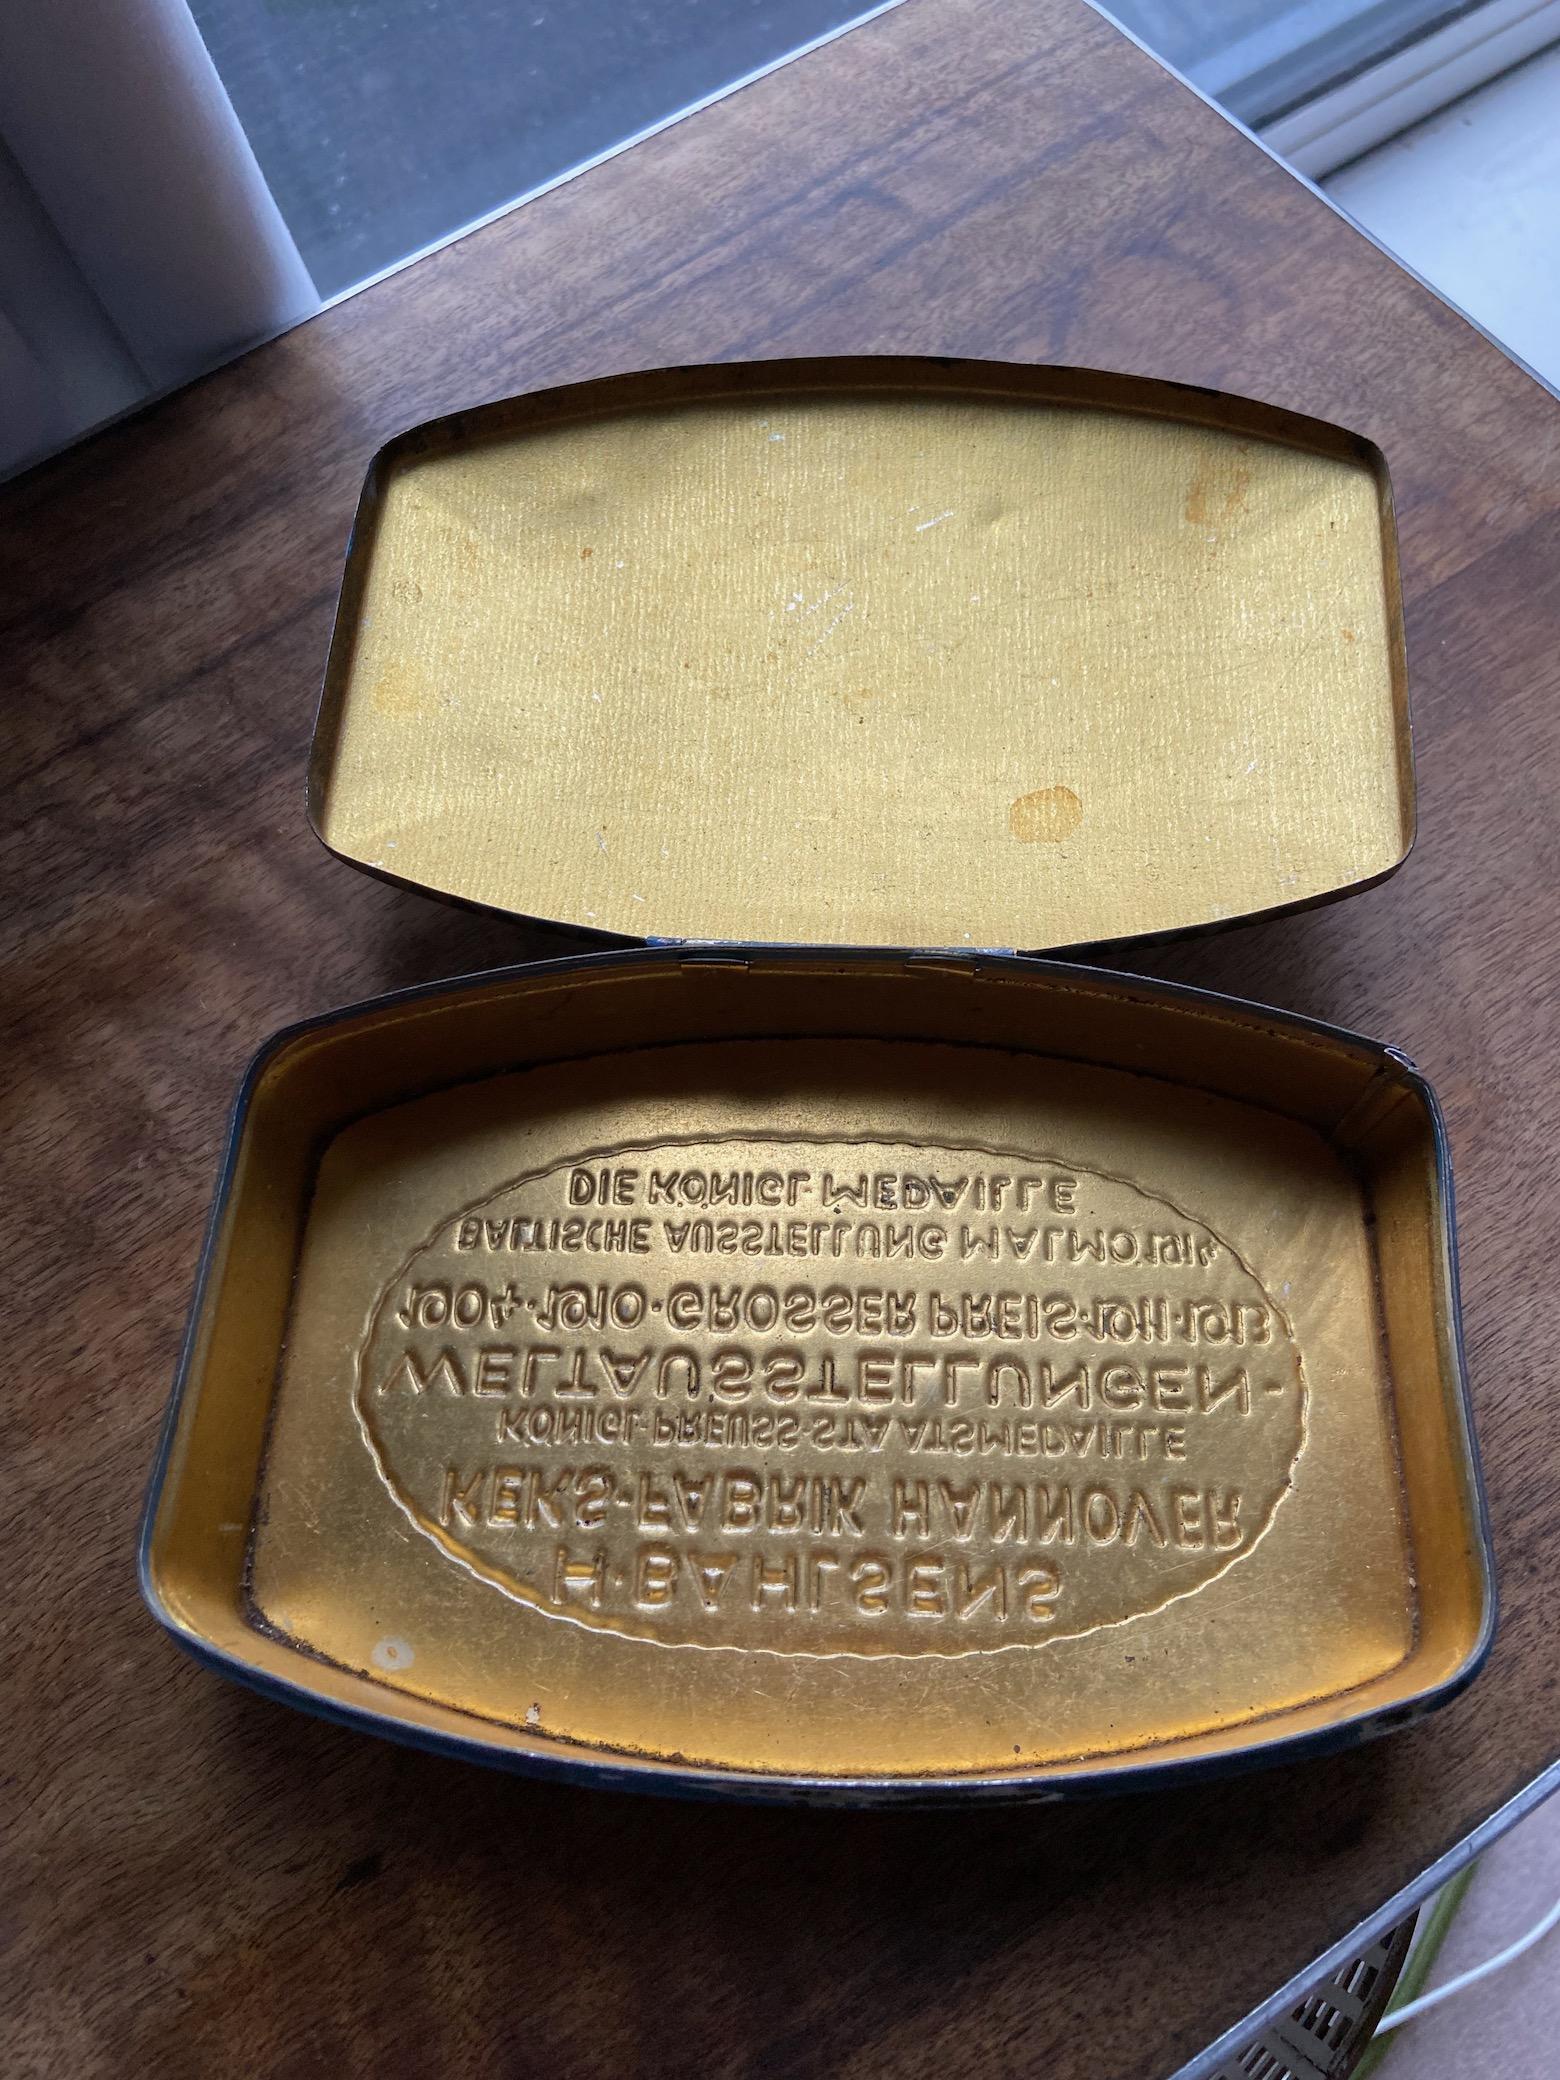 H·BAHLSENS
KEKS-FABRIK HANNOVER
KÖNIGL·PREUSS·STAATSMEDAILLE
WELTAUSSTELLUNGEN-
1904·1910·GROSSER PREIS·1911·1913
BALTISCHE AUSSTELLUNG MALMÖ 1914
DIE KÖNIGL·MEDAILLE